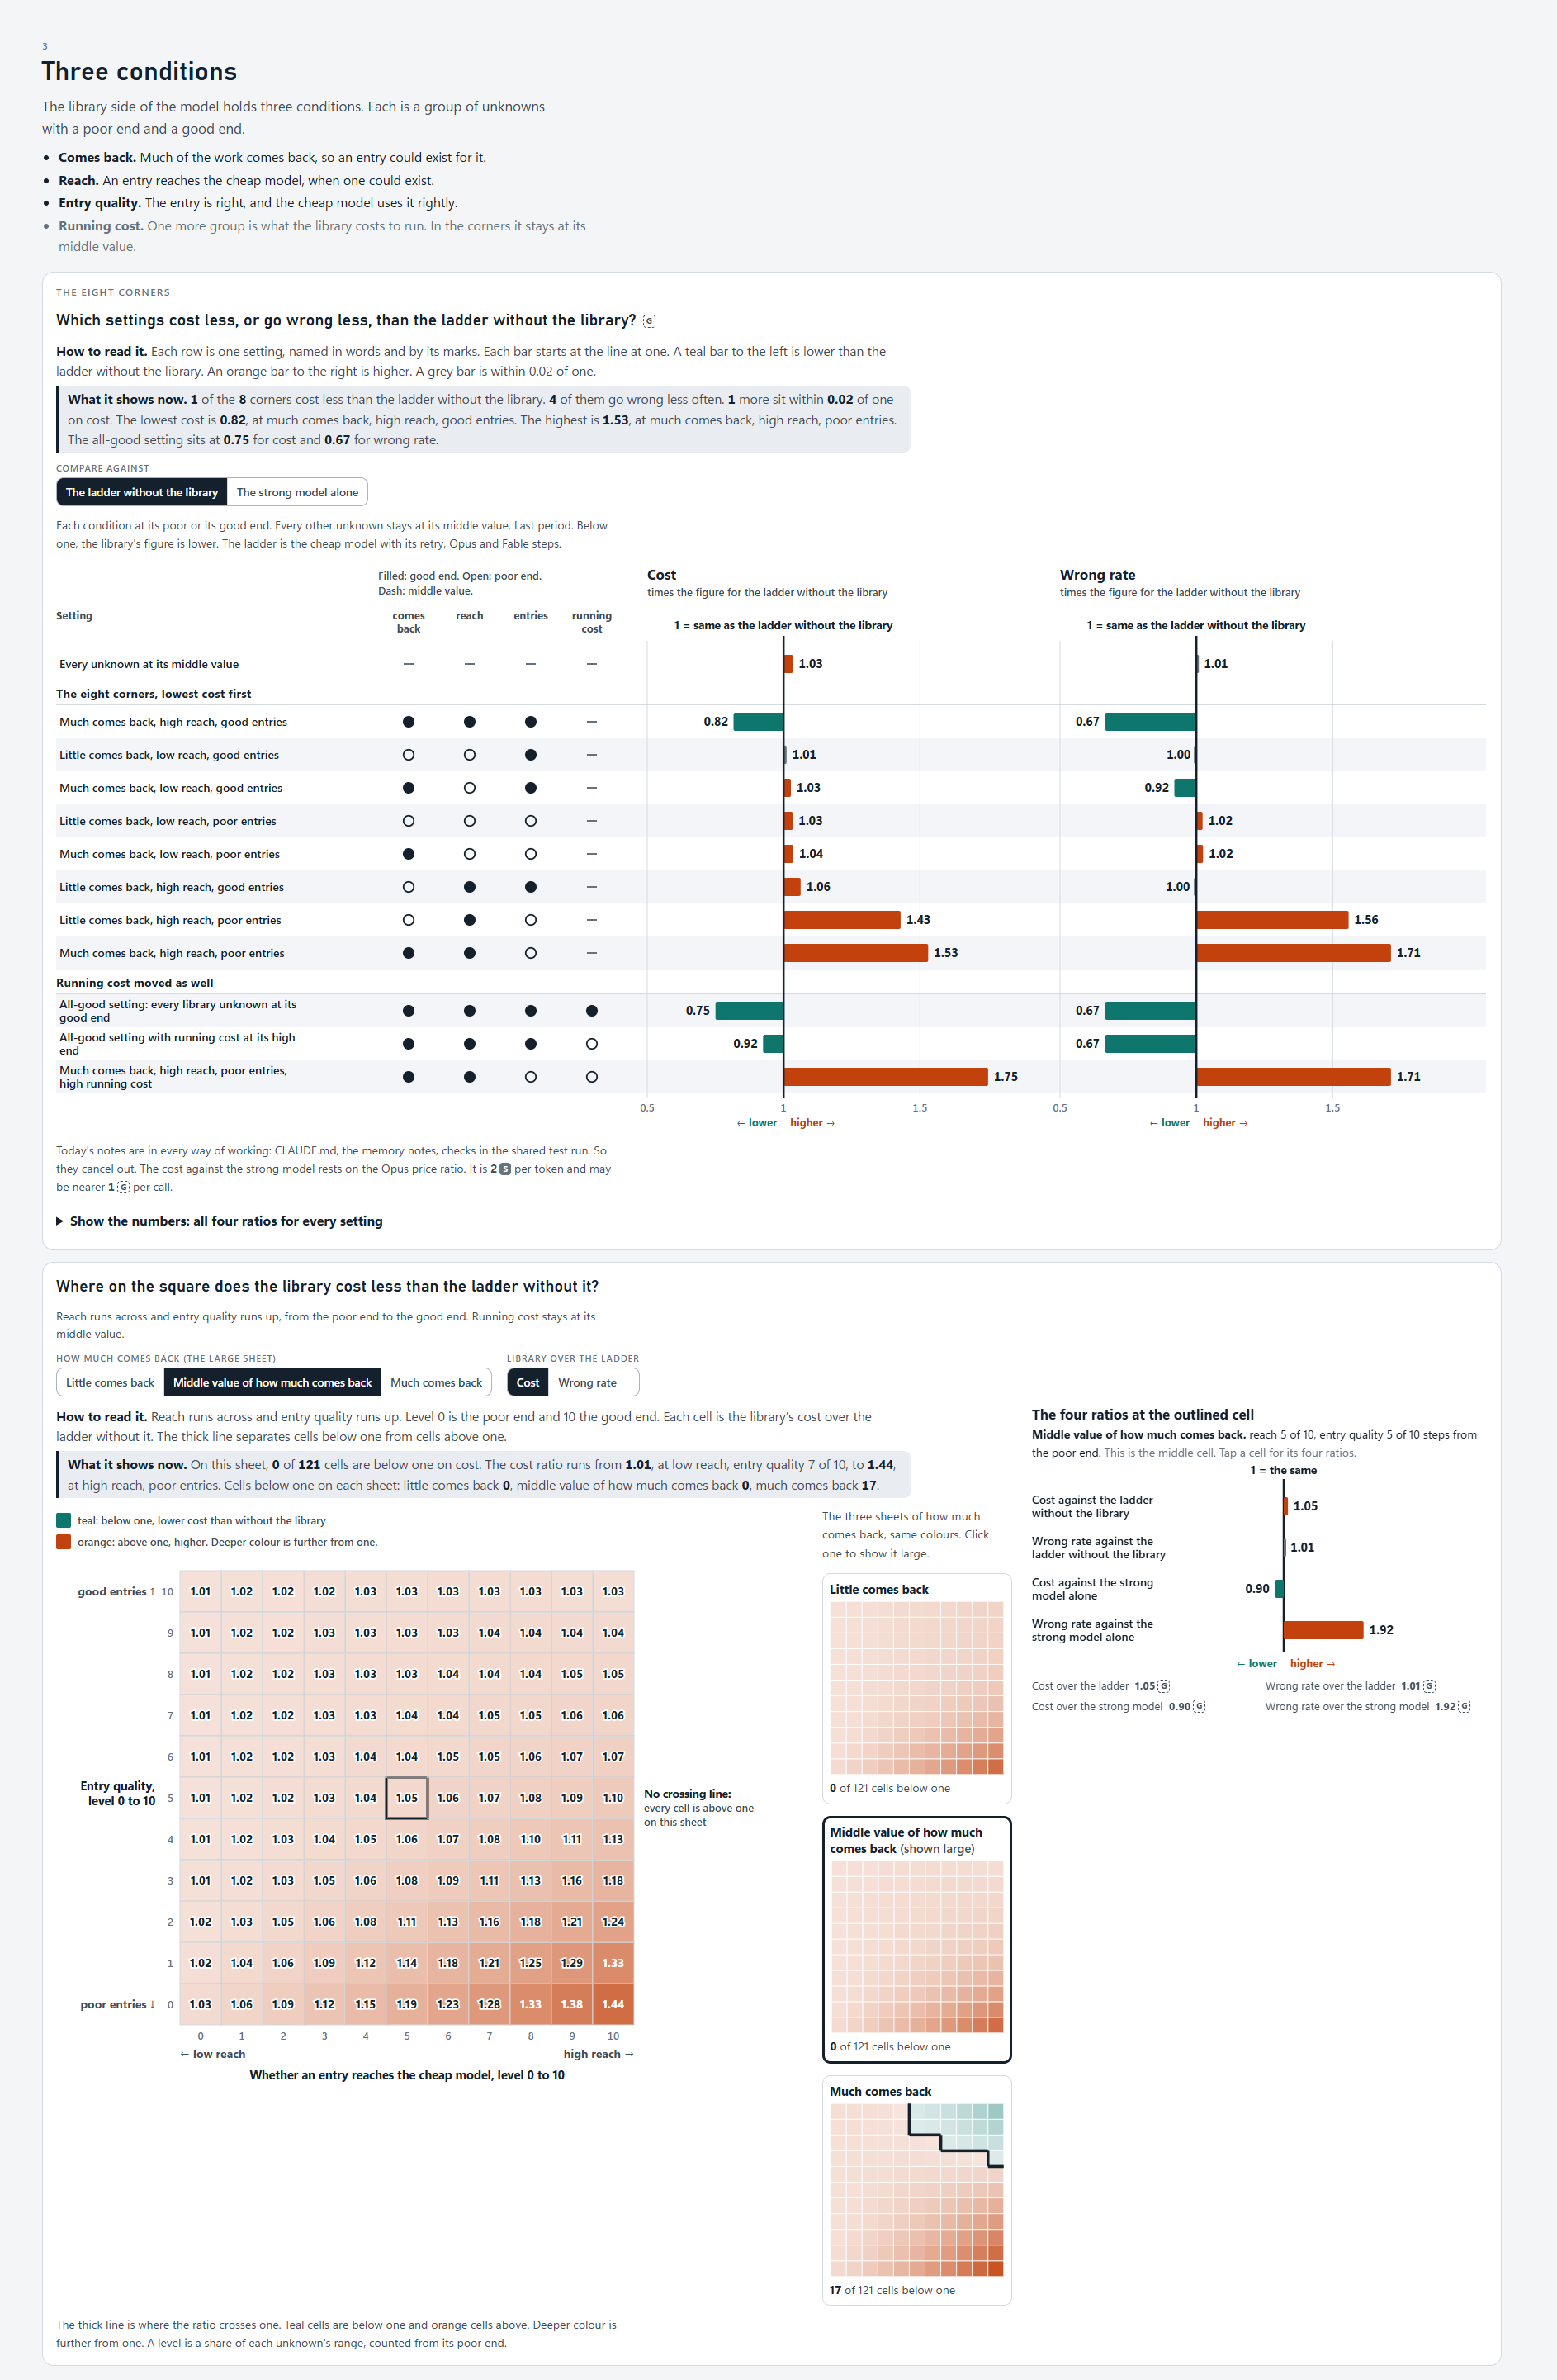 3
Three conditions
The library side of the model holds three conditions. Each is a group of unknowns
with a poor end and a good end.
• Comes back. Much of the work comes back, so an entry could exist for it.
• Reach. An entry reaches the cheap model, when one could exist.
• Entry quality. The entry is right, and the cheap model uses it rightly.
• Running cost. One more group is what the library costs to run. In the corners it stays at its
middle value.
THE EIGHT CORNERS
Which settings cost less, or go wrong less, than the ladder without the library? G
How to read it. Each row is one setting, named in words and by its marks. Each bar starts at the line at one. A teal bar to the left is lower than the
ladder without the library. An orange bar to the right is higher. A grey bar is within 0.02 of one.
What it shows now. 1 of the 8 corners cost less than the ladder without the library. 4 of them go wrong less often. 1 more sit within 0.02 of one
on cost. The lowest cost is 0.82, at much comes back, high reach, good entries. The highest is 1.53, at much comes back, high reach, poor entries.
The all-good setting sits at 0.75 for cost and 0.67 for wrong rate.
COMPARE AGAINST
The ladder without the library The strong model alone
Each condition at its poor or its good end. Every other unknown stays at its middle value. Last period. Below
one, the library's figure is lower. The ladder is the cheap model with its retry, Opus and Fable steps.
Filled: good end. Open: poor end.
Dash: middle value.
Cost
times the figure for the ladder without the library
Wrong rate
times the figure for the ladder without the library
Setting comes back reach entries running cost
1 = same as the ladder without the library 1 = same as the ladder without the library
Every unknown at its middle value — — — — 1.03 1.01
The eight corners, lowest cost first
Much comes back, high reach, good entries — 0.82 0.67
Little comes back, low reach, good entries — 1.01 1.00
Much comes back, low reach, good entries — 1.03 0.92
Little comes back, low reach, poor entries — 1.03 1.02
Much comes back, low reach, poor entries — 1.04 1.02
Little comes back, high reach, good entries — 1.06 1.00
Little comes back, high reach, poor entries — 1.43 1.56
Much comes back, high reach, poor entries — 1.53 1.71
Running cost moved as well
All-good setting: every library unknown at its
good end 0.75 0.67
All-good setting with running cost at its high
end 0.92 0.67
Much comes back, high reach, poor entries,
high running cost 1.75 1.71
0.5 1 1.5 0.5 1 1.5
← lower higher → ← lower higher →
Today's notes are in every way of working: CLAUDE.md, the memory notes, checks in the shared test run. So
they cancel out. The cost against the strong model rests on the Opus price ratio. It is 2 S per token and may
be nearer 1 G per call.
▶ Show the numbers: all four ratios for every setting
Where on the square does the library cost less than the ladder without it?
Reach runs across and entry quality runs up, from the poor end to the good end. Running cost stays at its
middle value.
HOW MUCH COMES BACK (THE LARGE SHEET) LIBRARY OVER THE LADDER
Little comes back Middle value of how much comes back Much comes back Cost Wrong rate
How to read it. Reach runs across and entry quality runs up. Level 0 is the poor end and 10 the good end. Each cell is the library's cost over the
ladder without it. The thick line separates cells below one from cells above one.
What it shows now. On this sheet, 0 of 121 cells are below one on cost. The cost ratio runs from 1.01, at low reach, entry quality 7 of 10, to 1.44,
at high reach, poor entries. Cells below one on each sheet: little comes back 0, middle value of how much comes back 0, much comes back 17.
teal: below one, lower cost than without the library
orange: above one, higher. Deeper colour is further from one.
good entries ↑ 10 1.01 1.02 1.02 1.02 1.03 1.03 1.03 1.03 1.03 1.03 1.03
9 1.01 1.02 1.02 1.03 1.03 1.03 1.03 1.04 1.04 1.04 1.04
8 1.01 1.02 1.02 1.03 1.03 1.03 1.04 1.04 1.04 1.05 1.05
7 1.01 1.02 1.02 1.03 1.03 1.04 1.04 1.05 1.05 1.06 1.06
6 1.01 1.02 1.02 1.03 1.04 1.04 1.05 1.05 1.06 1.07 1.07
Entry quality,
level 0 to 10
5 1.01 1.02 1.02 1.03 1.04 1.05 1.06 1.07 1.08 1.09 1.10
4 1.01 1.02 1.03 1.04 1.05 1.06 1.07 1.08 1.10 1.11 1.13
3 1.01 1.02 1.03 1.05 1.06 1.08 1.09 1.11 1.13 1.16 1.18
2 1.02 1.03 1.05 1.06 1.08 1.11 1.13 1.16 1.18 1.21 1.24
1 1.02 1.04 1.06 1.09 1.12 1.14 1.18 1.21 1.25 1.29 1.33
poor entries ↓ 0 1.03 1.06 1.09 1.12 1.15 1.19 1.23 1.28 1.33 1.38 1.44
0 1 2 3 4 5 6 7 8 9 10
← low reach high reach →
Whether an entry reaches the cheap model, level 0 to 10
No crossing line:
every cell is above one
on this sheet
The three sheets of how much
comes back, same colours. Click
one to show it large.
Little comes back
0 of 121 cells below one
Middle value of how much
comes back (shown large)
0 of 121 cells below one
Much comes back
17 of 121 cells below one
The four ratios at the outlined cell
Middle value of how much comes back. reach 5 of 10, entry quality 5 of 10 steps from
the poor end. This is the middle cell. Tap a cell for its four ratios.
1 = the same
Cost against the ladder
without the library 1.05
Wrong rate against the
ladder without the library 1.01
Cost against the strong
model alone 0.90
Wrong rate against the
strong model alone 1.92
← lower higher →
Cost over the ladder 1.05 G Wrong rate over the ladder 1.01 G
Cost over the strong model 0.90 G Wrong rate over the strong model 1.92 G
The thick line is where the ratio crosses one. Teal cells are below one and orange cells above. Deeper colour is
further from one. A level is a share of each unknown's range, counted from its poor end.